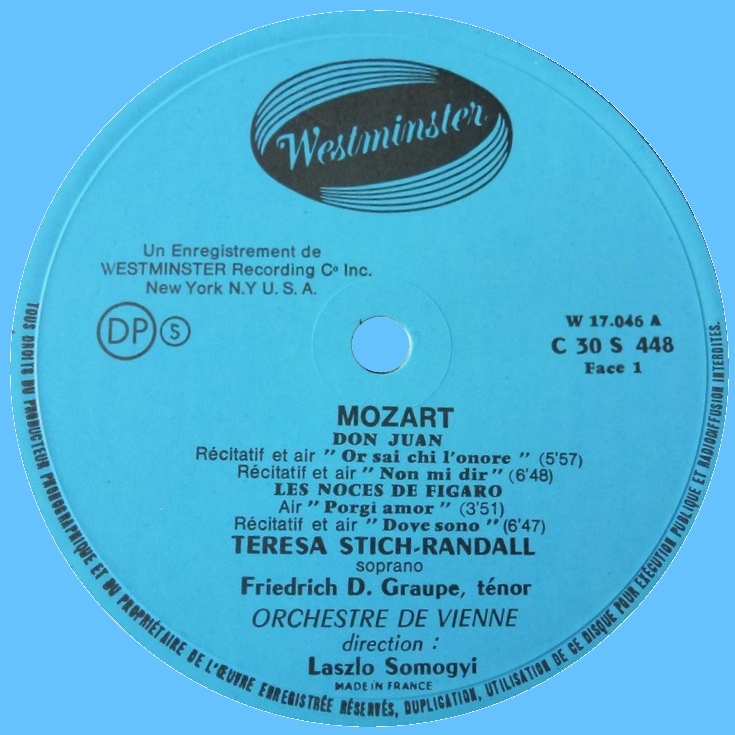 Westminster
Un Enregistrement de
WESTMINSTER Recording Cº Inc.
New York N.Y U. S. A.
DP S
W 17.046 A
C 30 S 448
Face 1
MOZART
DON JUAN
Récitatif et air " Or sai chi l'onore " (5'57)
Récitatif et air " Non mi dir " (6'48)
LES NOCES DE FIGARO
Air " Porgi amor " (3'51)
Récitatif et air " Dove sono " (6'47)
TERESA STICH-RANDALL
soprano
Friedrich D. Graupe, ténor
ORCHESTRE DE VIENNE
direction :
Laszlo Somogyi
MADE IN FRANCE
TOUS DROITS DU PRODUCTEUR PHONOGRAPHIQUE ET DU PROPRIÉTAIRE DE L'ŒUVRE ENREGISTRÉE RÉSERVÉS, DUPLICATION, UTILISATION DE CE DISQUE POUR EXÉCUTION PUBLIQUE ET RADIODIFFUSION INTERDITES.